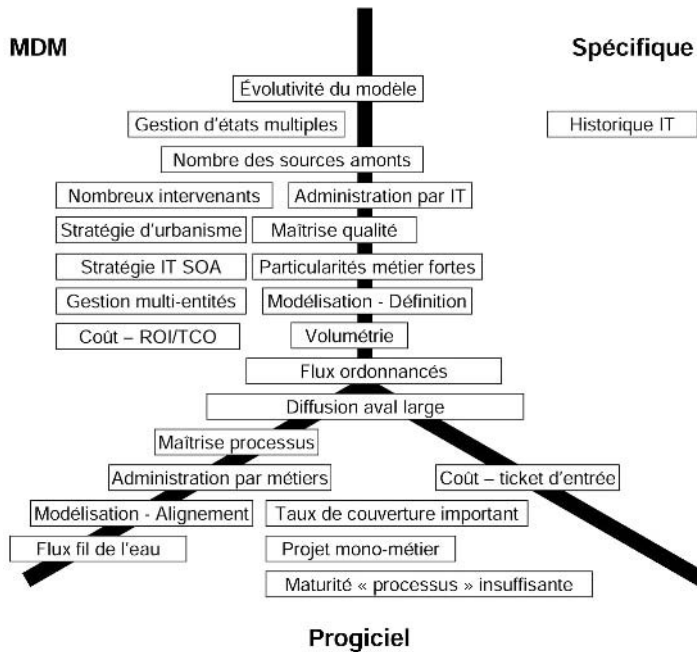 MDM
Spécifique
Évolutivité du modèle
Gestion d'états multiples
Historique IT
Nombre des sources amonts
Nombreux intervenants
Administration par IT
Stratégie d'urbanisme
Maîtrise qualité
Stratégie IT SOA
Particularités métier fortes
Gestion multi-entités
Modélisation - Définition
Coût – ROI/TCO
Volumétrie
Flux ordonnancés
Diffusion aval large
Maîtrise processus
Administration par métiers
Coût – ticket d'entrée
Modélisation - Alignement
Taux de couverture important
Flux fil de l'eau
Projet mono-métier
Maturité « processus » insuffisante
Progiciel